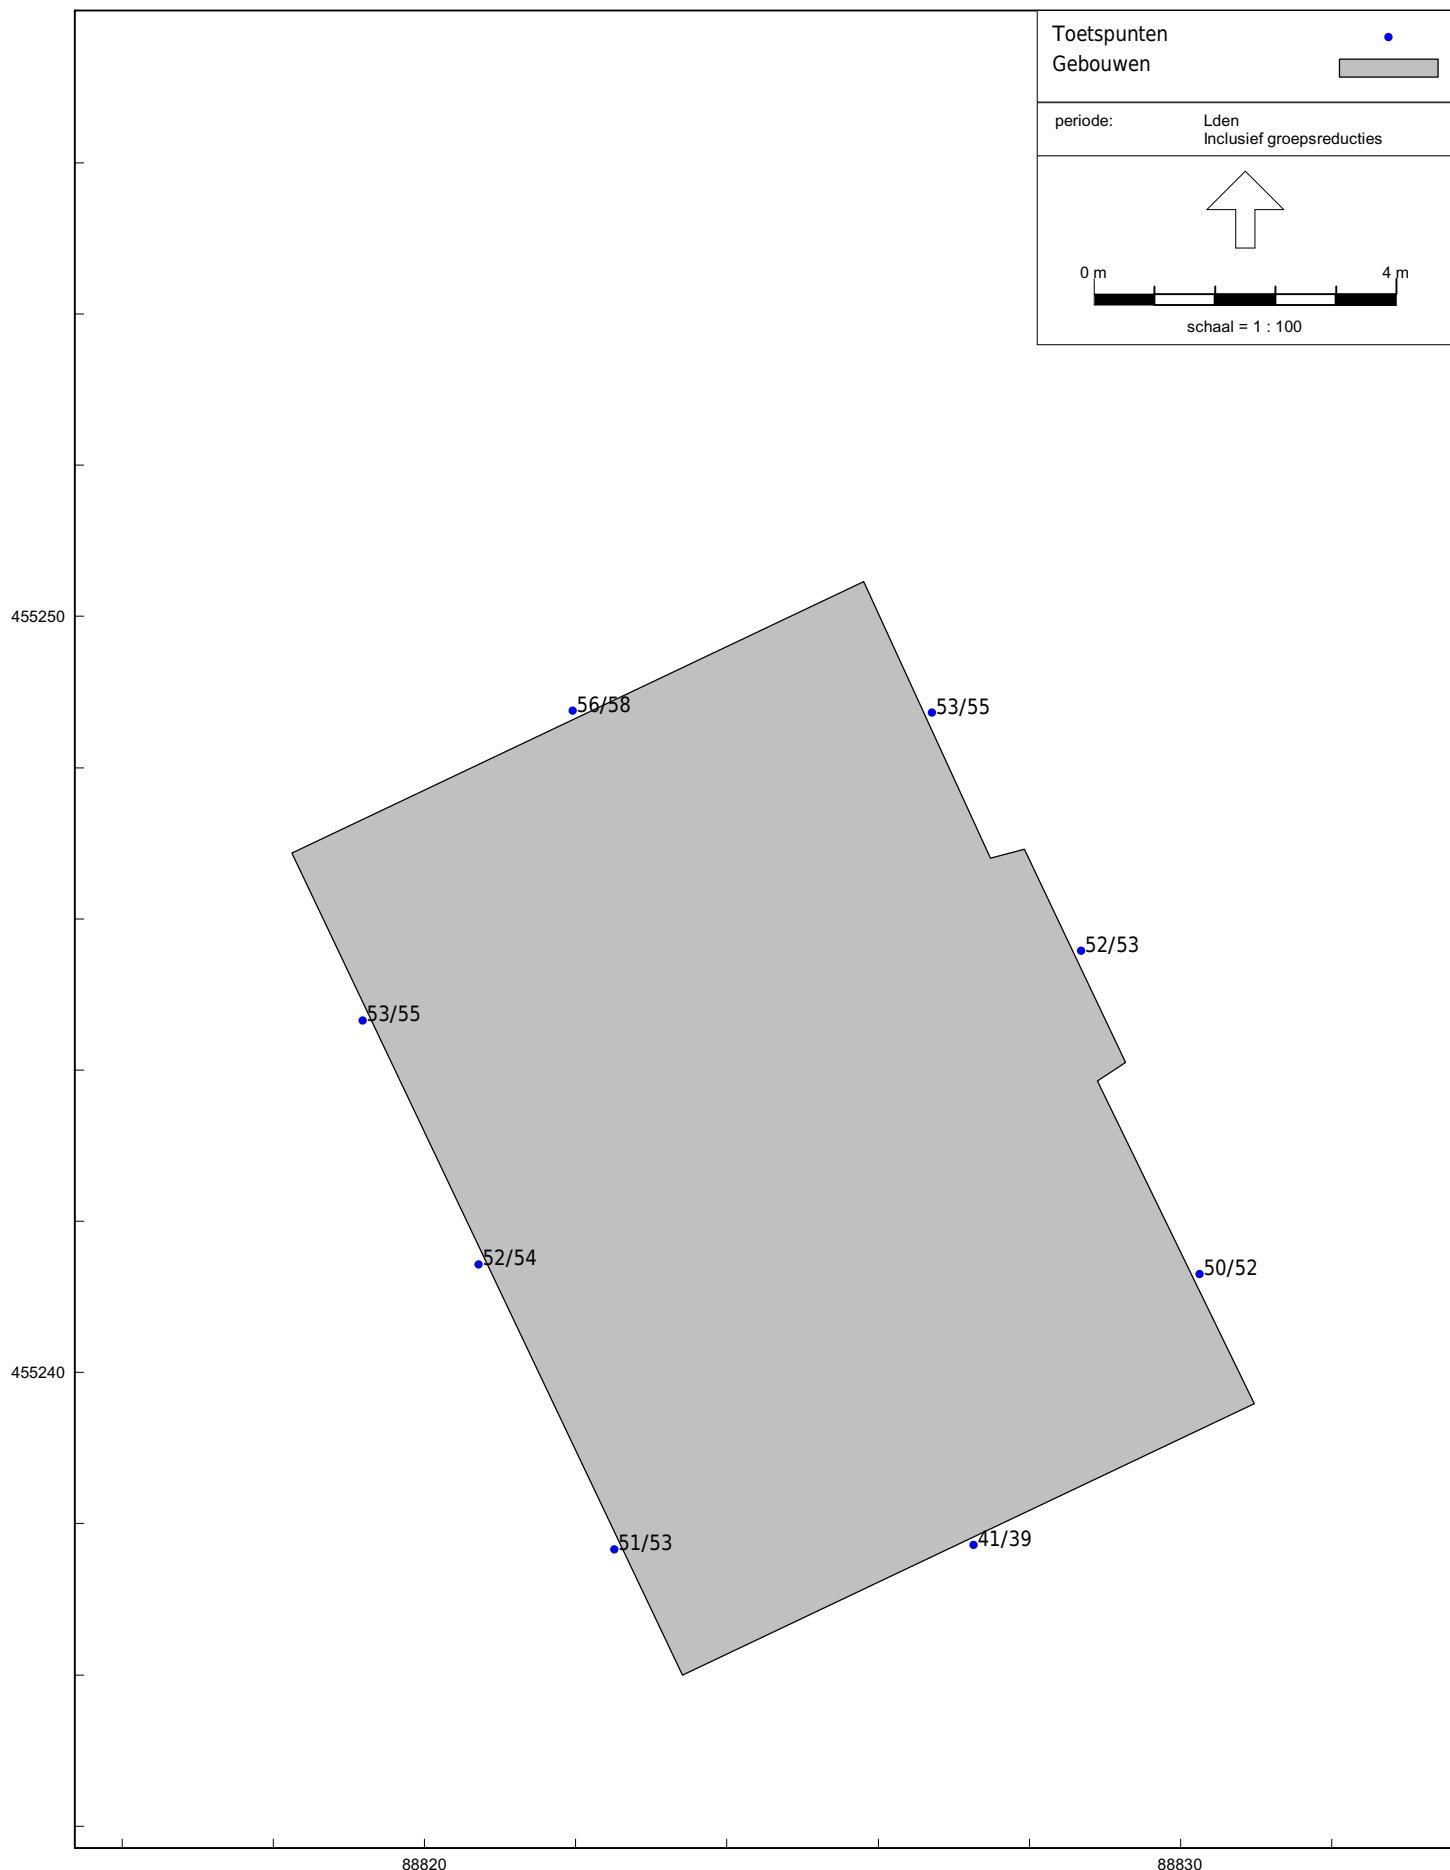 Toetspunten
Gebouwen
periode: Lden
Inclusief groepsreducties
0 m 4 m
schaal = 1 : 100
455250
56/58
53/55
52/53
53/55
52/54
50/52
455240
51/53
41/39
88820 88830